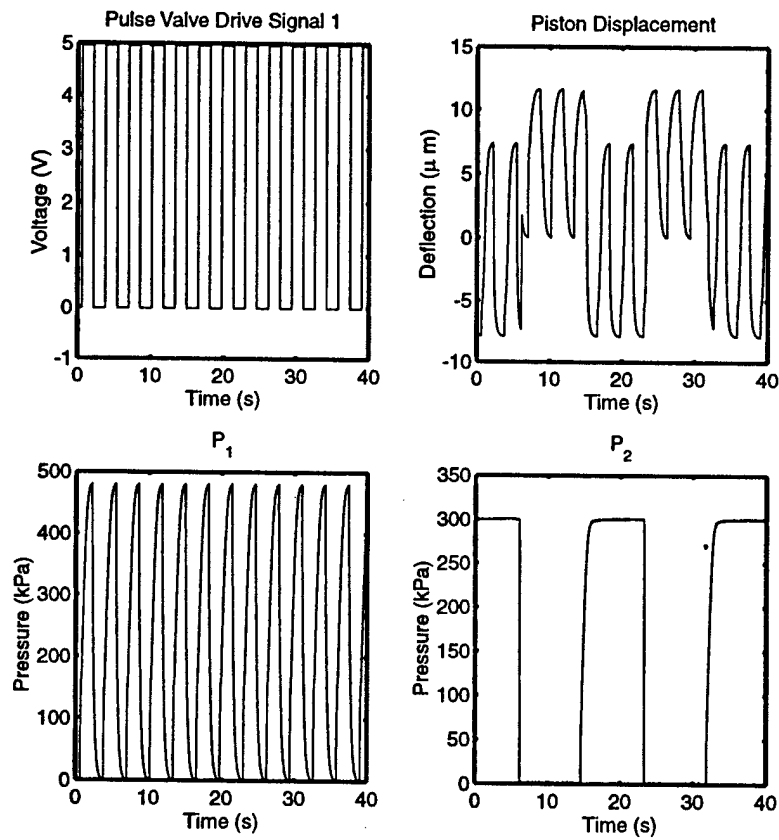 Pulse Valve Drive Signal 1
5
4
3
2
1
0
-1
Voltage (V)
0 10 20 30 40
Time (s)
Piston Displacement
15
10
5
0
-5
-10
Deflection (μ m)
0 10 20 30 40
Time (s)
P1
500
400
300
200
100
0
Pressure (kPa)
0 10 20 30 40
Time (s)
P2
350
300
250
200
150
100
50
0
Pressure (kPa)
0 10 20 30 40
Time (s)